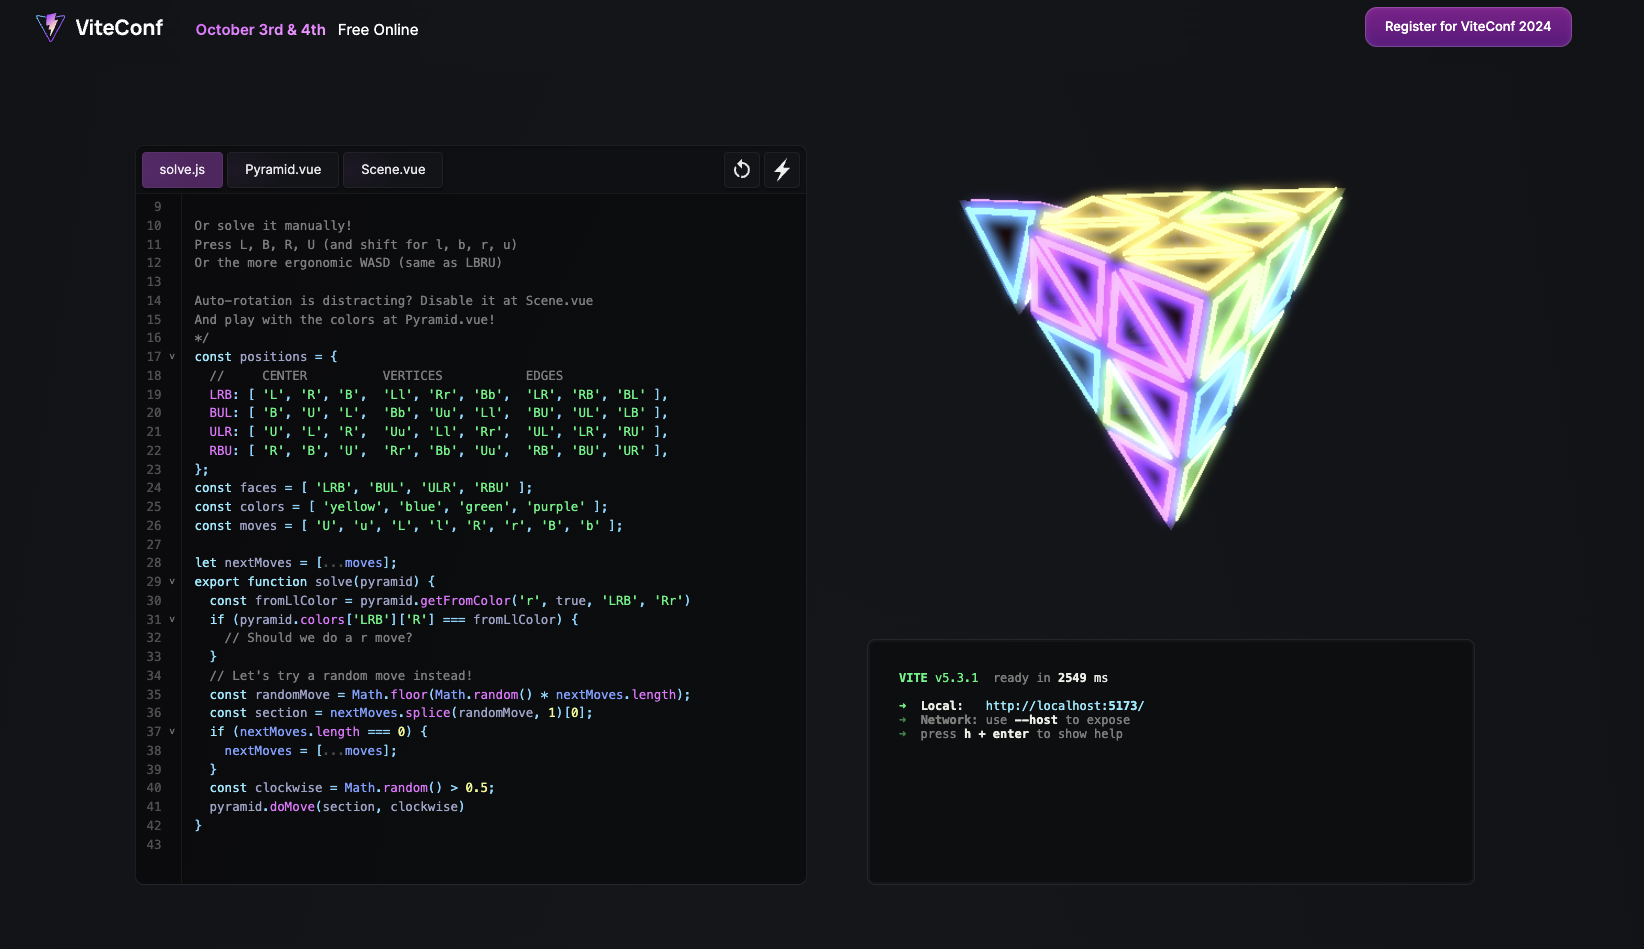 ViteConf
October 3rd & 4th Free Online
Register for ViteConf 2024
solve.js
Pyramid.vue
Scene.vue
9
10 Or solve it manually!
11 Press L, B, R, U (and shift for l, b, r, u)
12 Or the more ergonomic WASD (same as LBRU)
13
14 Auto-rotation is distracting? Disable it at Scene.vue
15 And play with the colors at Pyramid.vue!
16 */
17 const positions = {
18   //     CENTER          VERTICES           EDGES
19   LRB: [ 'L', 'R', 'B',  'Ll', 'Rr', 'Bb',  'LR', 'RB', 'BL' ],
20   BUL: [ 'B', 'U', 'L',  'Bb', 'Uu', 'Ll',  'BU', 'UL', 'LB' ],
21   ULR: [ 'U', 'L', 'R',  'Uu', 'Ll', 'Rr',  'UL', 'LR', 'RU' ],
22   RBU: [ 'R', 'B', 'U',  'Rr', 'Bb', 'Uu',  'RB', 'BU', 'UR' ],
23 };
24 const faces = [ 'LRB', 'BUL', 'ULR', 'RBU' ];
25 const colors = [ 'yellow', 'blue', 'green', 'purple' ];
26 const moves = [ 'U', 'u', 'L', 'l', 'R', 'r', 'B', 'b' ];
27
28 let nextMoves = [...moves];
29 export function solve(pyramid) {
30   const fromLlColor = pyramid.getFromColor('r', true, 'LRB', 'Rr')
31   if (pyramid.colors['LRB']['R'] === fromLlColor) {
32     // Should we do a r move?
33   }
34   // Let's try a random move instead!
35   const randomMove = Math.floor(Math.random() * nextMoves.length);
36   const section = nextMoves.splice(randomMove, 1)[0];
37   if (nextMoves.length === 0) {
38     nextMoves = [...moves];
39   }
40   const clockwise = Math.random() > 0.5;
41   pyramid.doMove(section, clockwise)
42 }
43
VITE v5.3.1  ready in 2549 ms
➜  Local:   http://localhost:5173/
➜  Network: use --host to expose
➜  press h + enter to show help